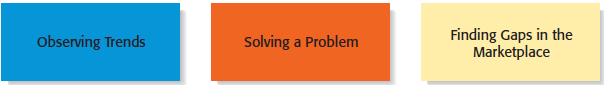 Observing Trends
Solving a Problem
Finding Gaps in the
Marketplace